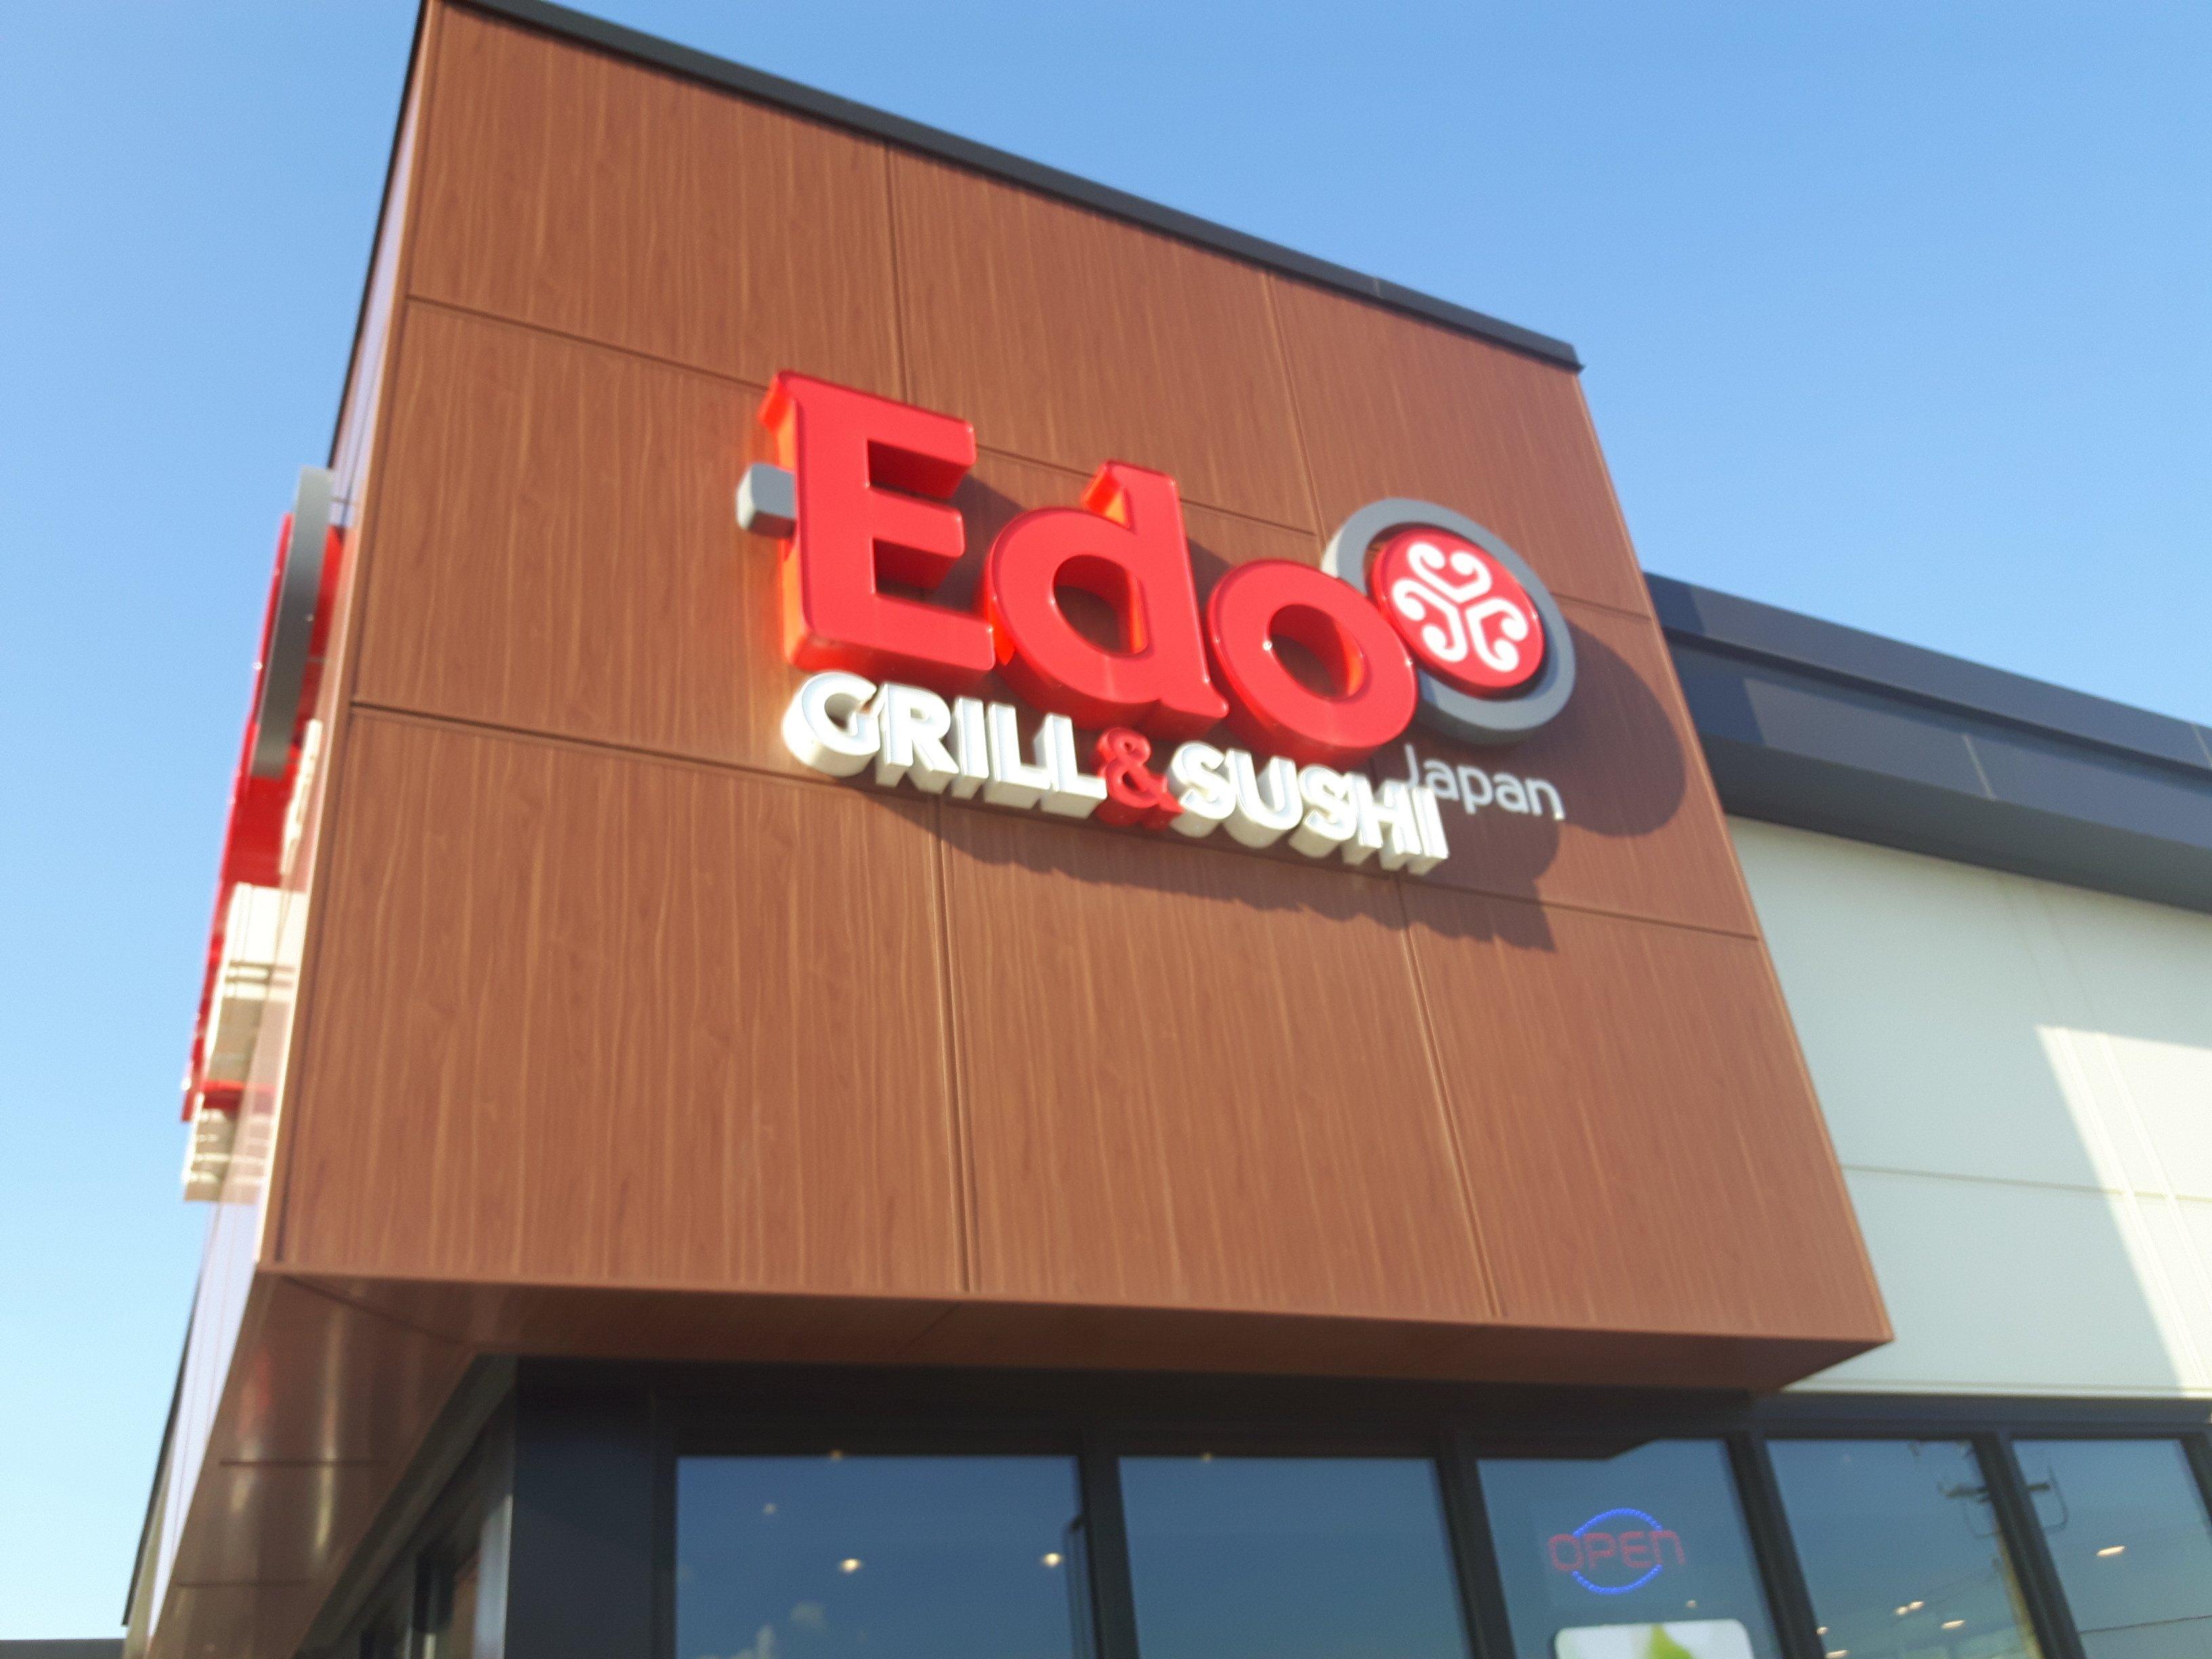 Edo
Japan
GRILL & SUSHI
OPEN